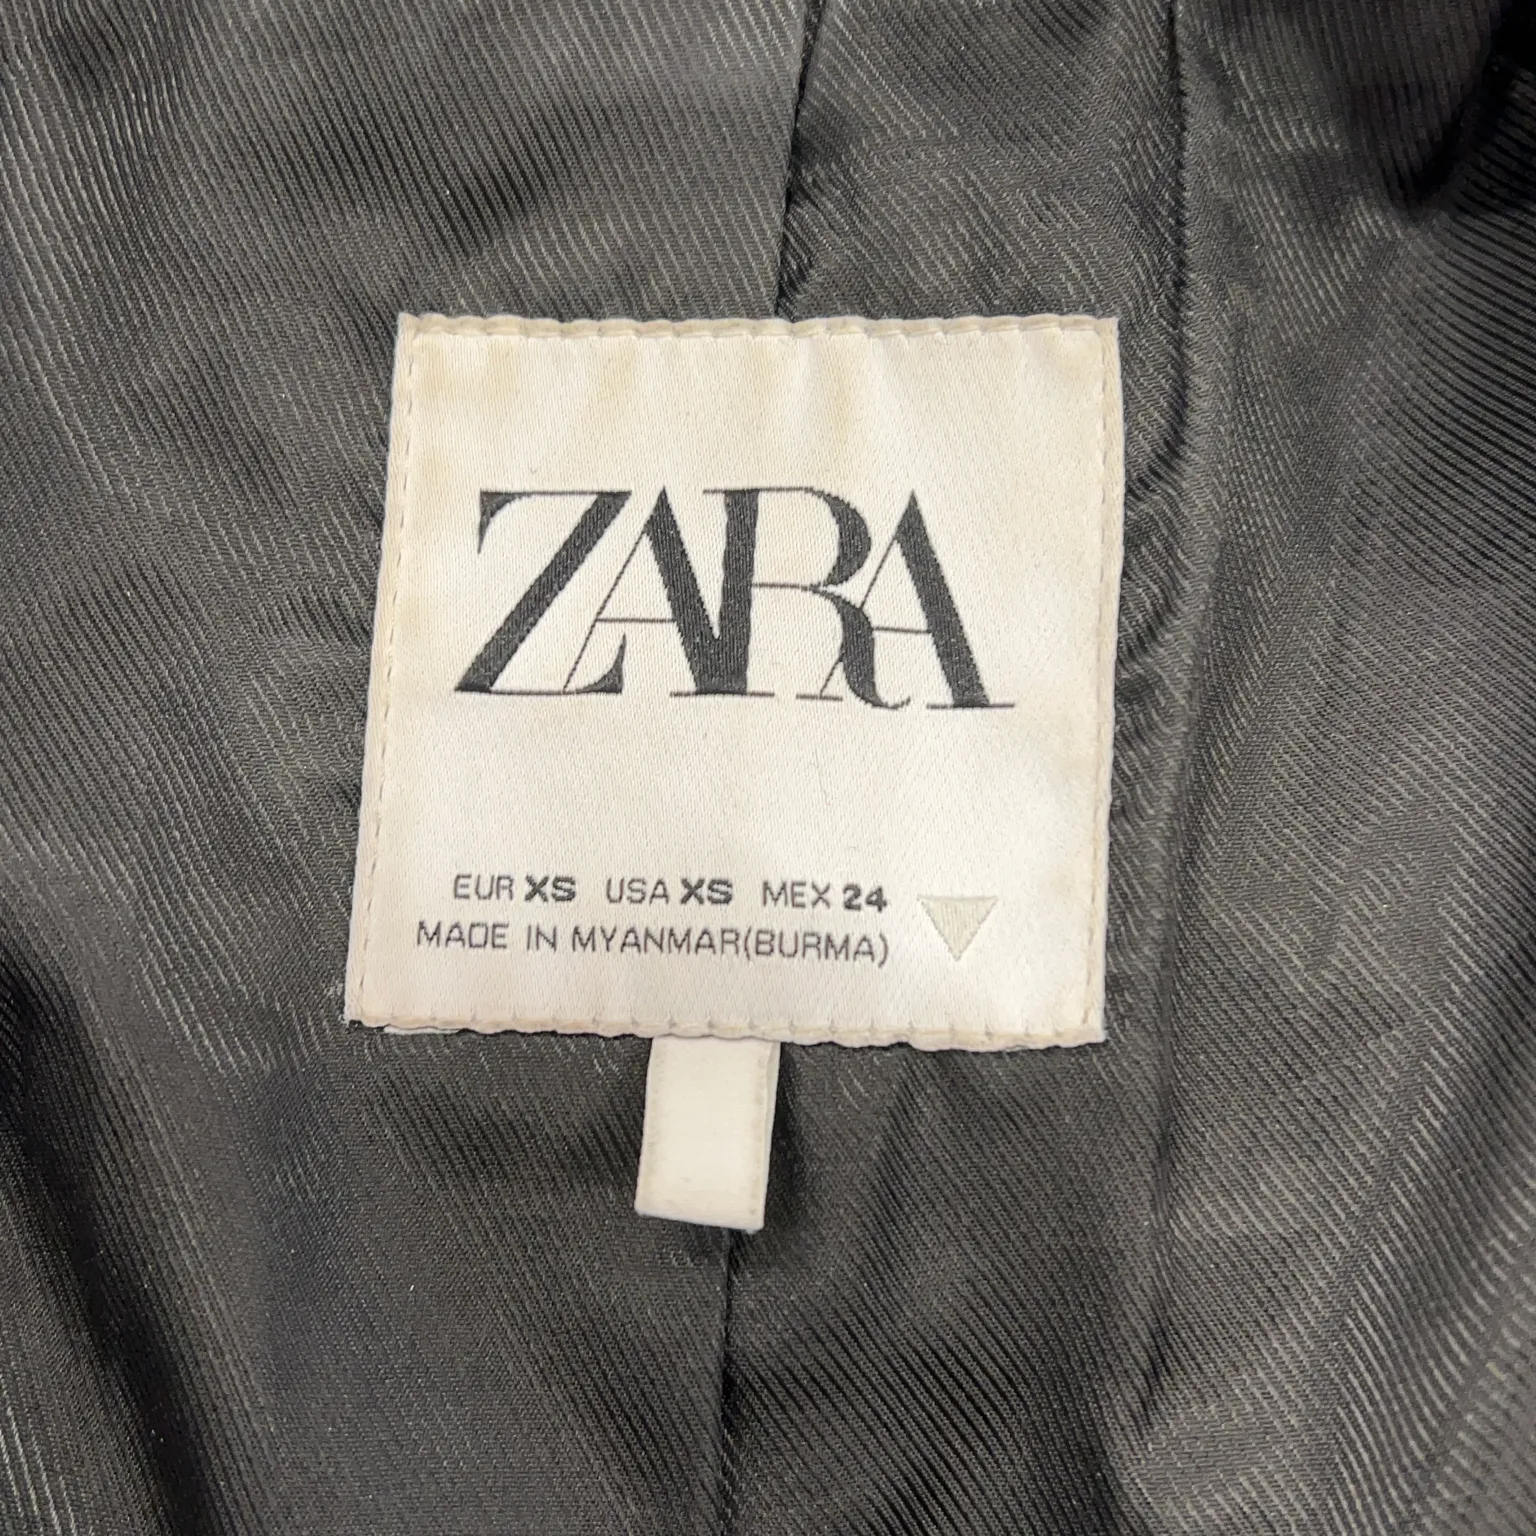 ZARA
EUR XS USA XS MEX 24
MADE IN MYANMAR(BURMA)